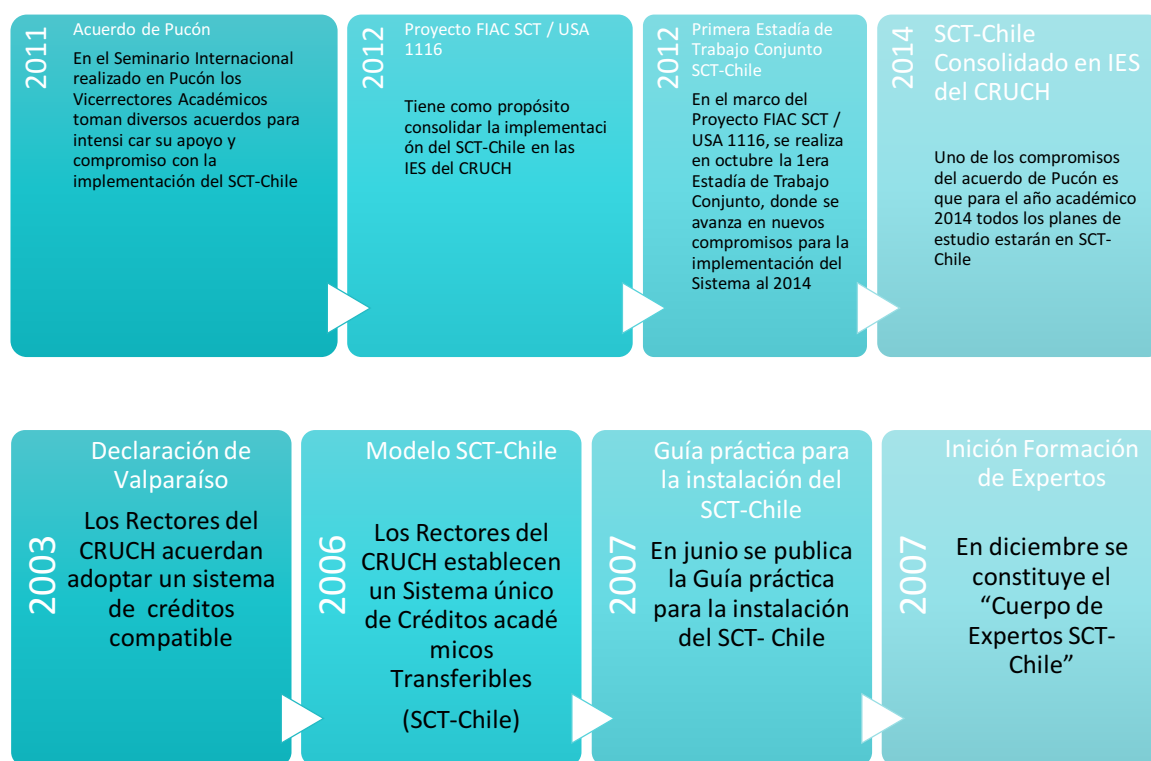 2011
Acuerdo de Pucón
En el Seminario Internacional
realizado en Pucón los
Vicerrectores Académicos
toman diversos acuerdos para
intensi car su apoyo y
compromiso con la
implementación del SCT-Chile
2012
Proyecto FIAC SCT / USA
1116
Tiene como propósito
consolidar la implementaci
ón del SCT-Chile en las
IES del CRUCH
2012
Primera Estadía de
Trabajo Conjunto
SCT-Chile
En el marco del
Proyecto FIAC SCT /
USA 1116, se realiza
en octubre la 1era
Estadía de Trabajo
Conjunto, donde se
avanza en nuevos
compromisos para la
implementación del
Sistema al 2014
2014
SCT-Chile
Consolidado en IES
del CRUCH
Uno de los compromisos
del acuerdo de Pucón es
que para el año académico
2014 todos los planes de
estudio estarán en SCT-
Chile
2003
Declaración de
Valparaíso
Los Rectores del
CRUCH acuerdan
adoptar un sistema
de créditos
compatible
2006
Modelo SCT-Chile
Los Rectores del
CRUCH establecen
un Sistema único
de Créditos acadé
micos
Transferibles
(SCT-Chile)
2007
Guía práctica para
la instalación del
SCT-Chile
En junio se publica
la Guía práctica
para la instalación
del SCT- Chile
2007
Inición Formación
de Expertos
En diciembre se
constituye el
“Cuerpo de
Expertos SCT-
Chile”